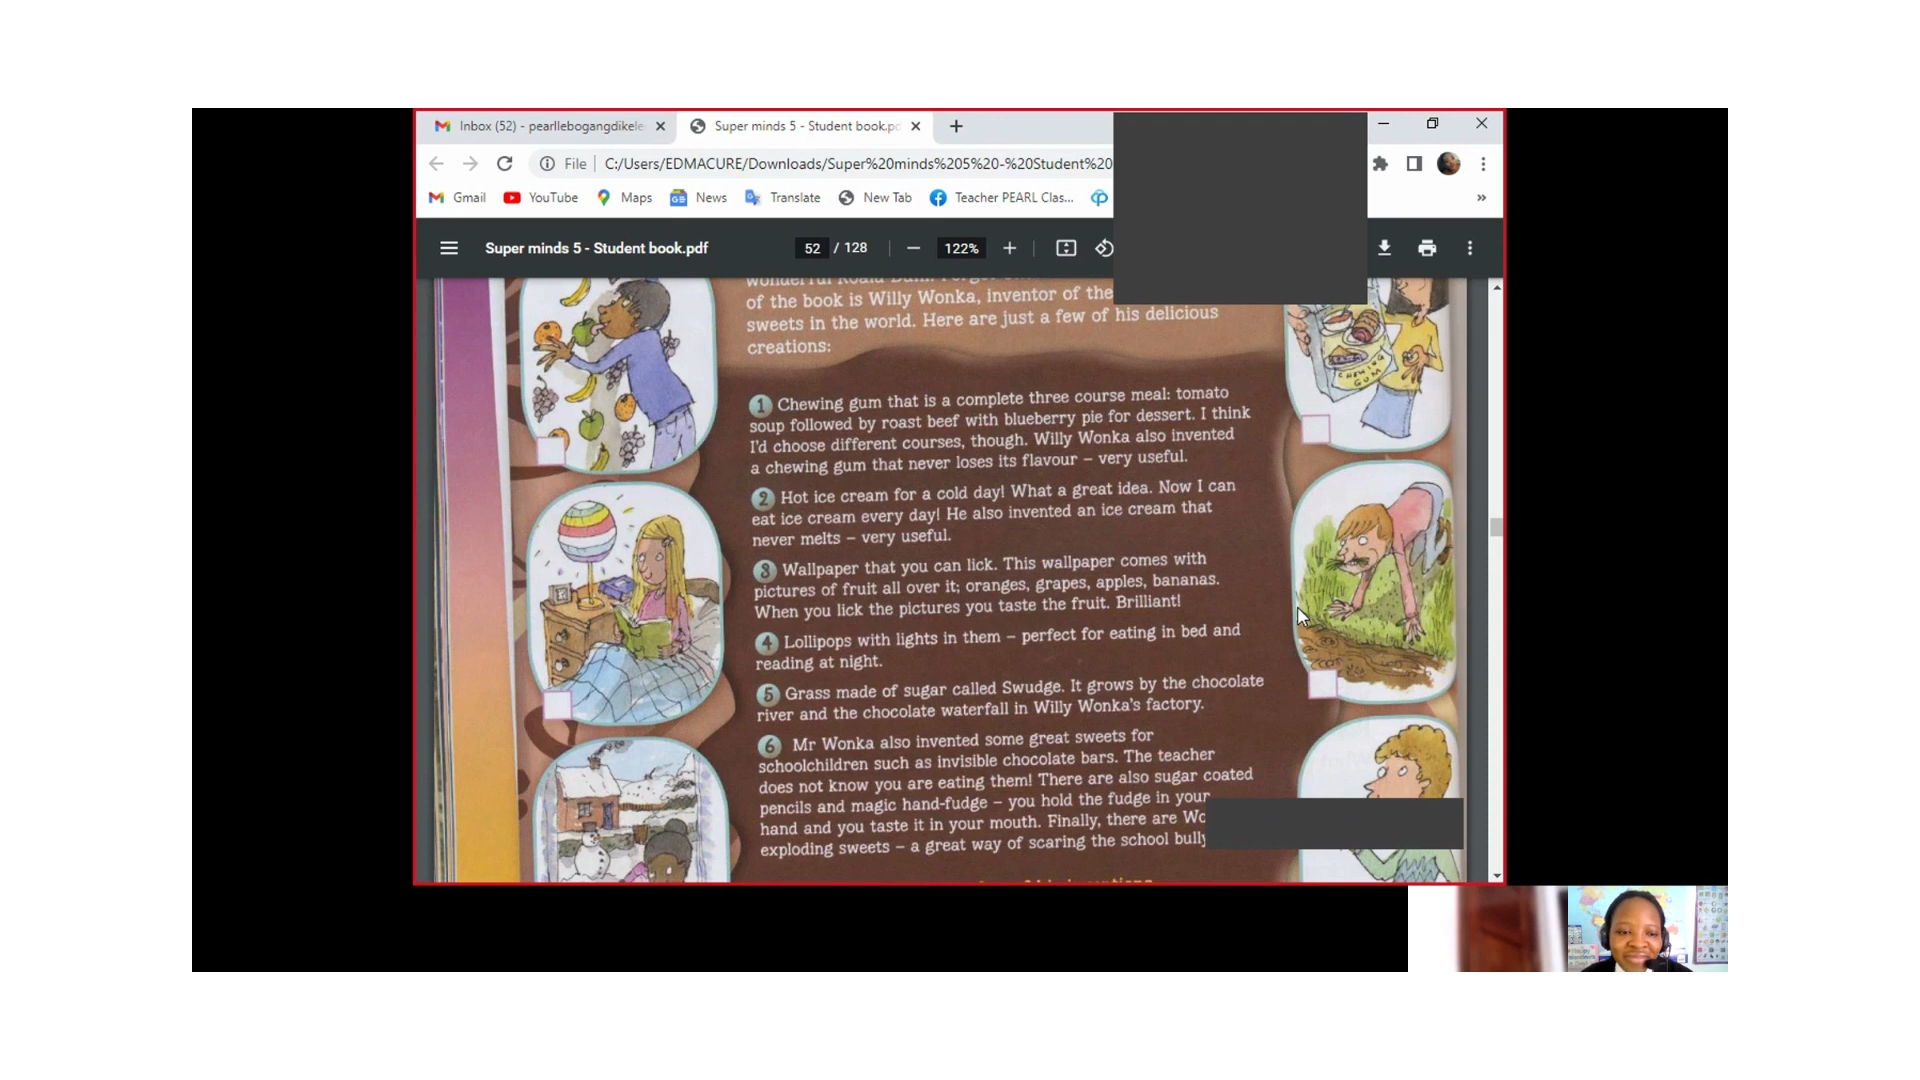 Inbox (52) - pearllebogangdikele
Super minds 5 - Student book.pd
File
C:/Users/EDMACURE/Downloads/Super%20minds%205%20-%20Student%20
Gmail
YouTube
Maps
News
Translate
New Tab
Teacher PEARL Clas...
»
Super minds 5 - Student book.pdf
52 / 128
122%
wonderful Roald Dahl.
of the book is Willy Wonka, inventor of the
sweets in the world. Here are just a few of his delicious
creations:
CHEWING
GUM
1 Chewing gum that is a complete three course meal: tomato
soup followed by roast beef with blueberry pie for dessert. I think
I'd choose different courses, though. Willy Wonka also invented
a chewing gum that never loses its flavour – very useful.
2 Hot ice cream for a cold day! What a great idea. Now I can
eat ice cream every day! He also invented an ice cream that
never melts – very useful.
3 Wallpaper that you can lick. This wallpaper comes with
pictures of fruit all over it; oranges, grapes, apples, bananas.
When you lick the pictures you taste the fruit. Brilliant!
4 Lollipops with lights in them – perfect for eating in bed and
reading at night.
5 Grass made of sugar called Swudge. It grows by the chocolate
river and the chocolate waterfall in Willy Wonka's factory.
6 Mr Wonka also invented some great sweets for
schoolchildren such as invisible chocolate bars. The teacher
does not know you are eating them! There are also sugar coated
pencils and magic hand-fudge – you hold the fudge in your
hand and you taste it in your mouth. Finally, there are Wo
exploding sweets – a great way of scaring the school bully